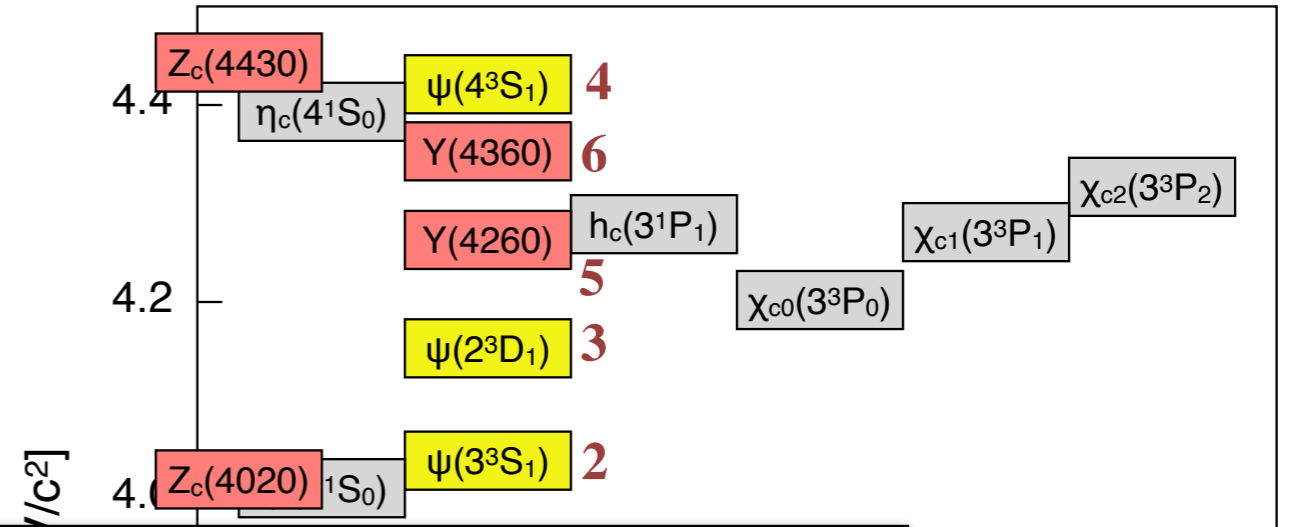 Zc(4430)
ψ(4³S₁) 4
4.4
ηc(4¹S₀)
Y(4360) 6
χc2(3³P₂)
hc(3¹P₁)
Y(4260)
χc1(3³P₁)
5
4.2
χc0(3³P₀)
ψ(2³D₁) 3
ψ(3³S₁) 2
Zc(4020)
¹S₀)
/c²]